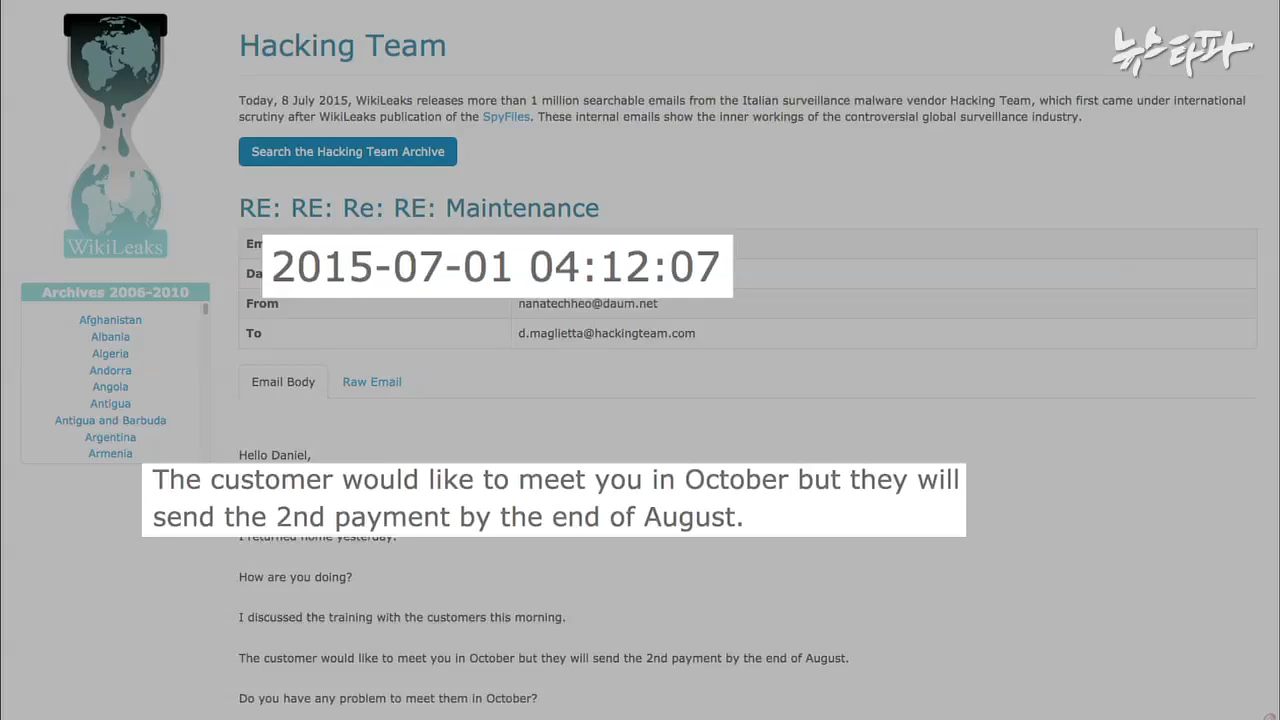 뉴스타파
Hacking Team
Today, 8 July 2015, WikiLeaks releases more than 1 million searchable emails from the Italian surveillance malware vendor Hacking Team, which first came under international
scrutiny after WikiLeaks publication of the SpyFiles. These internal emails show the inner workings of the controversial global surveillance industry.
Search the Hacking Team Archive
RE: RE: Re: RE: Maintenance
WikiLeaks
Em
2015-07-01 04:12:07
Da
From nanatechheo@daum.net
To d.maglietta@hackingteam.com
Archives 2006-2010
Afghanistan
Albania
Algeria
Andorra
Angola
Antigua
Antigua and Barbuda
Argentina
Armenia
Email Body Raw Email
Hello Daniel,
The customer would like to meet you in October but they will
send the 2nd payment by the end of August.
I returned home yesterday.
How are you doing?
I discussed the training with the customers this morning.
The customer would like to meet you in October but they will send the 2nd payment by the end of August.
Do you have any problem to meet them in October?